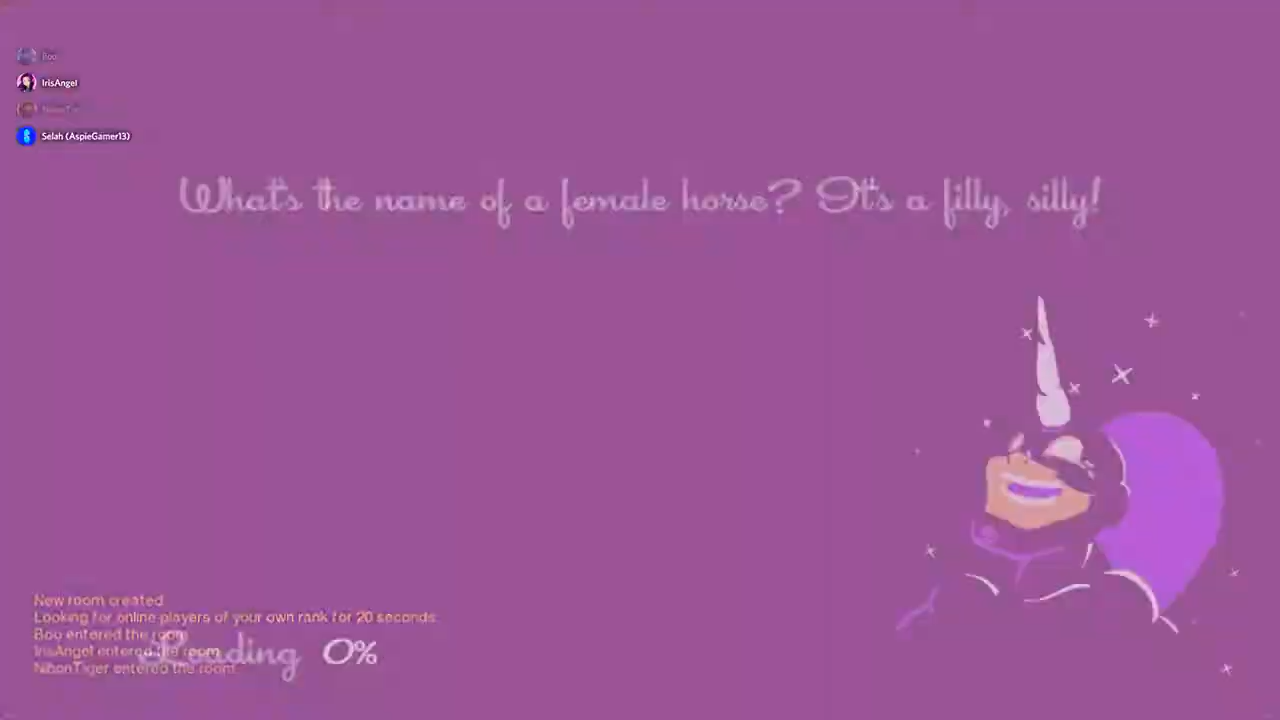 Boo
IrisAngel
Selah (AspieGamer13)
What's the name of a female horse? It's a filly, silly!
New room created
Looking for online players of your own rank for 20 seconds
Boo entered the room
IrisAngel entered the room
NihonTiger entered the room
Loading 0%